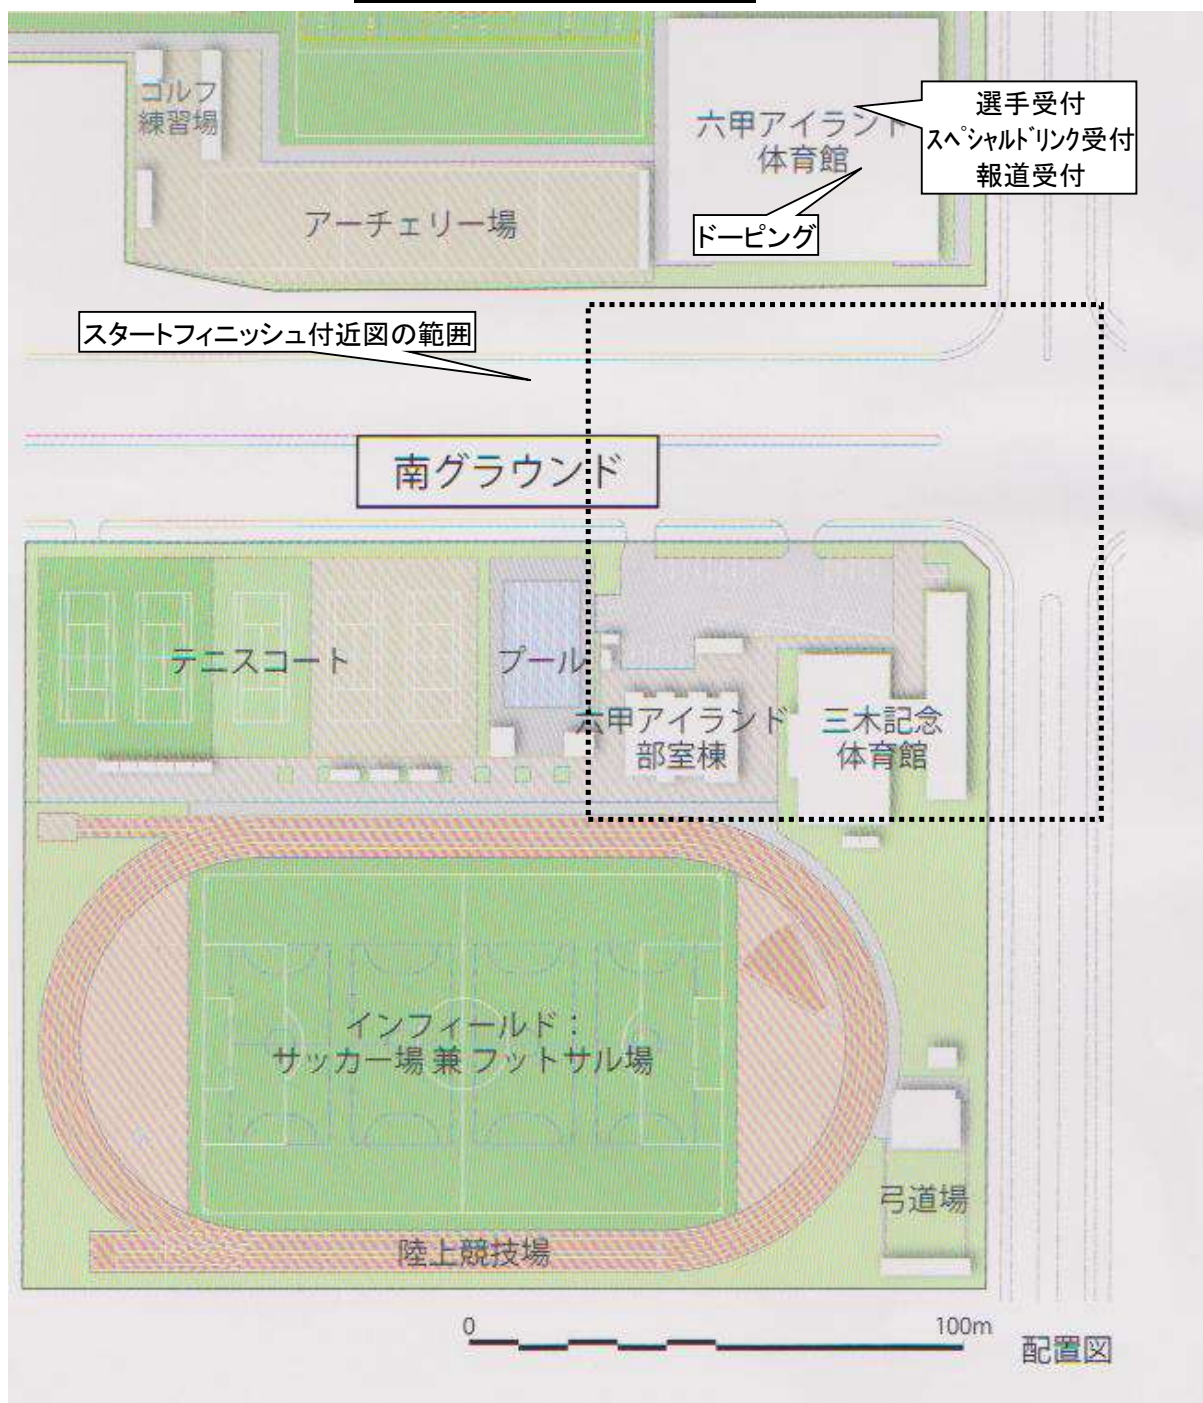 ゴルフ
練習場
六甲アイランド
体育館
選手受付
スペシャルドリンク受付
報道受付
アーチェリー場
ドーピング
スタートフィニッシュ付近図の範囲
南グラウンド
テニスコート
プール
六甲アイランド
部室棟
三木記念
体育館
インフィールド：
サッカー場 兼 フットサル場
弓道場
陸上競技場
0
100m
配置図